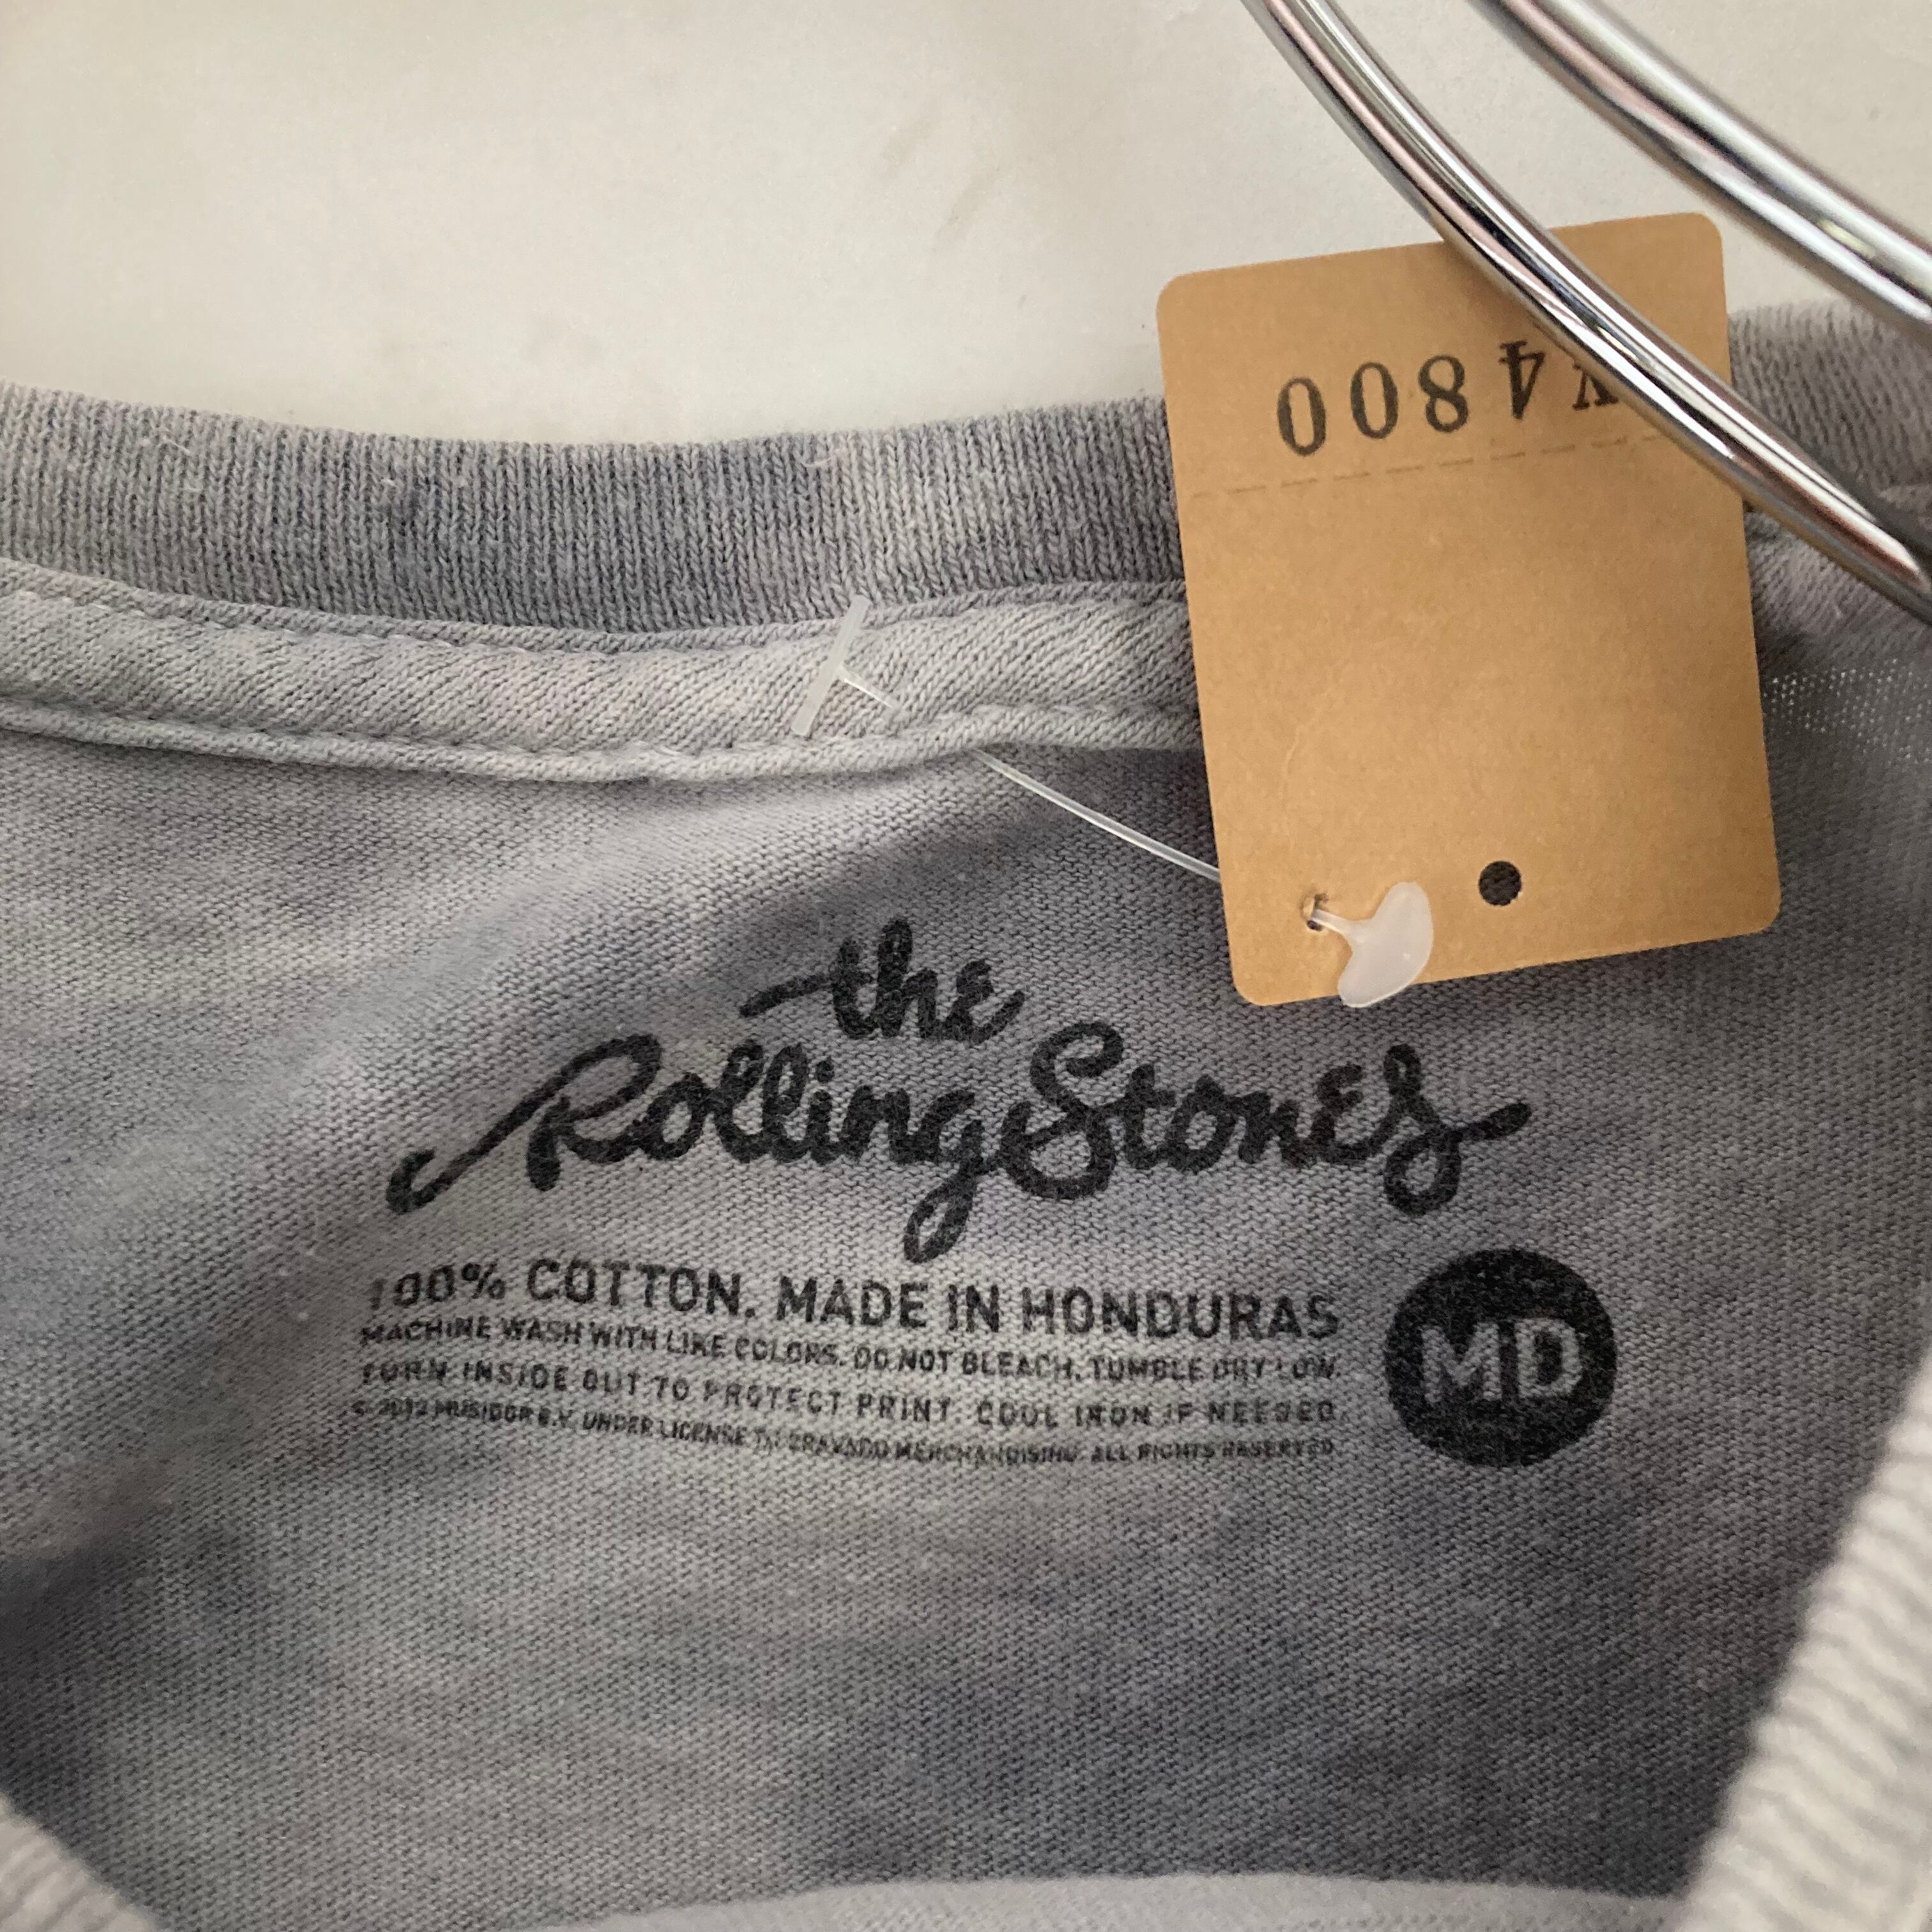 ¥4800
the
Rolling Stones
100% COTTON. MADE IN HONDURAS
MACHINE WASH WITH LIKE COLORS. DO NOT BLEACH. TUMBLE DRY LOW.
TURN INSIDE OUT TO PROTECT PRINT. COOL IRON IF NEEDED.
© MUSIDOR B.V. UNDER LICENSE TO BRAVADO MERCHANDISING. ALL RIGHTS RESERVED.
MD